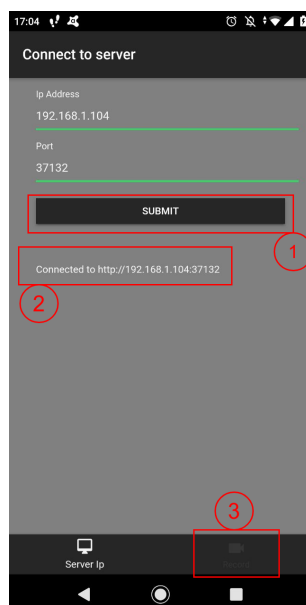 17:04
Connect to server
Ip Address
192.168.1.104
Port
37132
SUBMIT
1
Connected to http://192.168.1.104:37132
2
3
Server Ip
Record